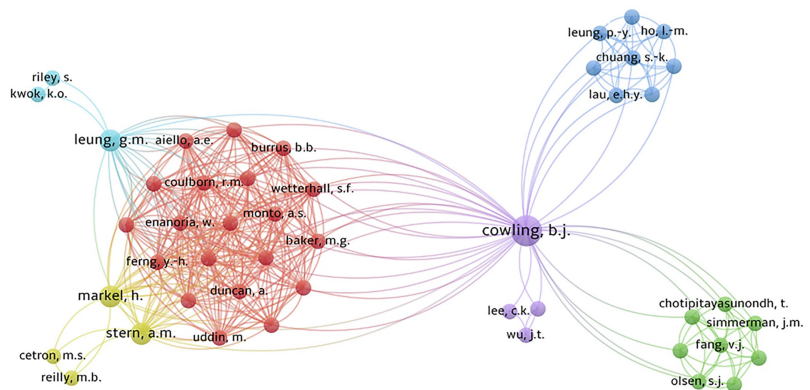 leung, p.-y.
ho, l.-m.
chuang, s.-k.
lau, e.h.y.
riley, s.
kwok, k.o.
leung, g.m.
aiello, a.e.
burrus, b.b.
coulborn, r.m.
wetterhall, s.f.
monto, a.s.
enanoria, w.
baker, m.g.
cowling, b.j.
ferng, y.-h.
duncan, a.
markel, h.
stern, a.m.
uddin, m.
lee, c.k.
wu, j.t.
chotipitayasunondh, t.
simmerman, j.m.
fang, v.j.
olsen, s.j.
cetron, m.s.
reilly, m.b.